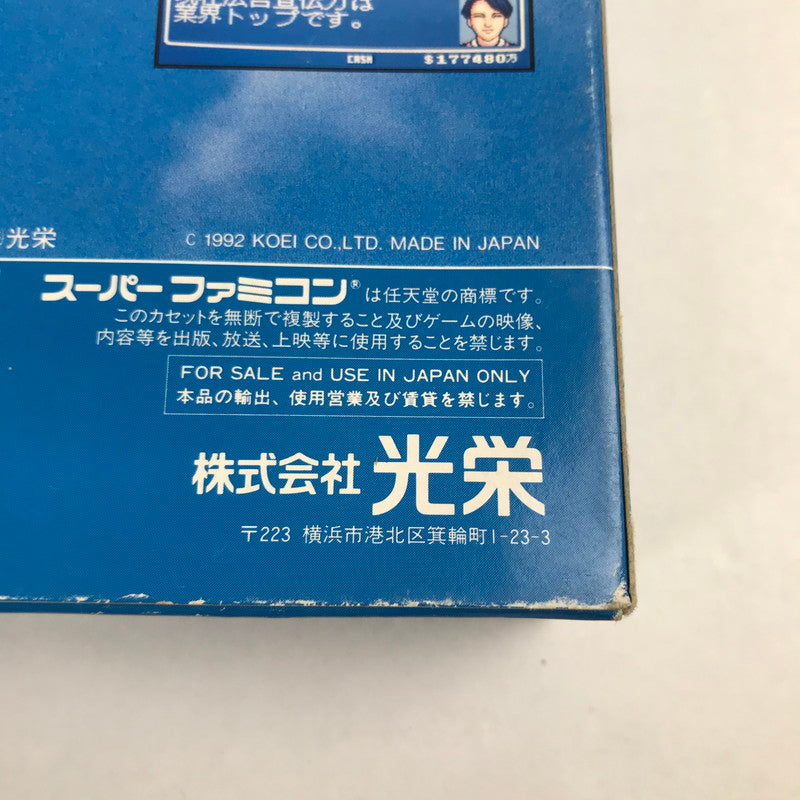 業界トップです。
CASH $177480万
光栄
C 1992 KOEI CO.,LTD. MADE IN JAPAN
スーパーファミコン®は任天堂の商標です。
このカセットを無断で複製すること及びゲームの映像、
内容等を出版、放送、上映等に使用することを禁じます。
FOR SALE and USE IN JAPAN ONLY
本品の輸出、使用営業及び賃貸を禁じます。
株式会社 光栄
〒223 横浜市港北区箕輪町1-23-3